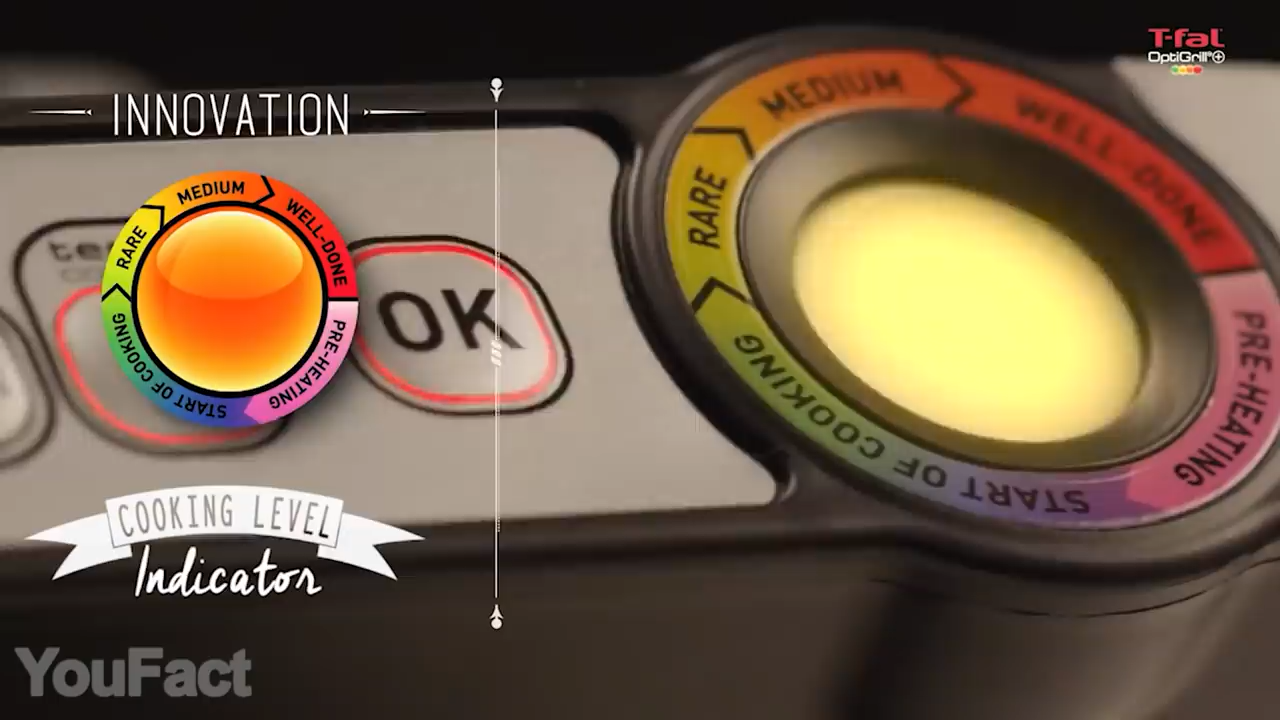 T-fal
OptiGrill+
INNOVATION
MEDIUM
WELL-DONE
RARE
PRE-HEATING
START OF COOKING
OK
MEDIUM
WELL-DONE
RARE
PRE-HEATING
START OF COOKING
COOKING LEVEL
Indicator
YouFact